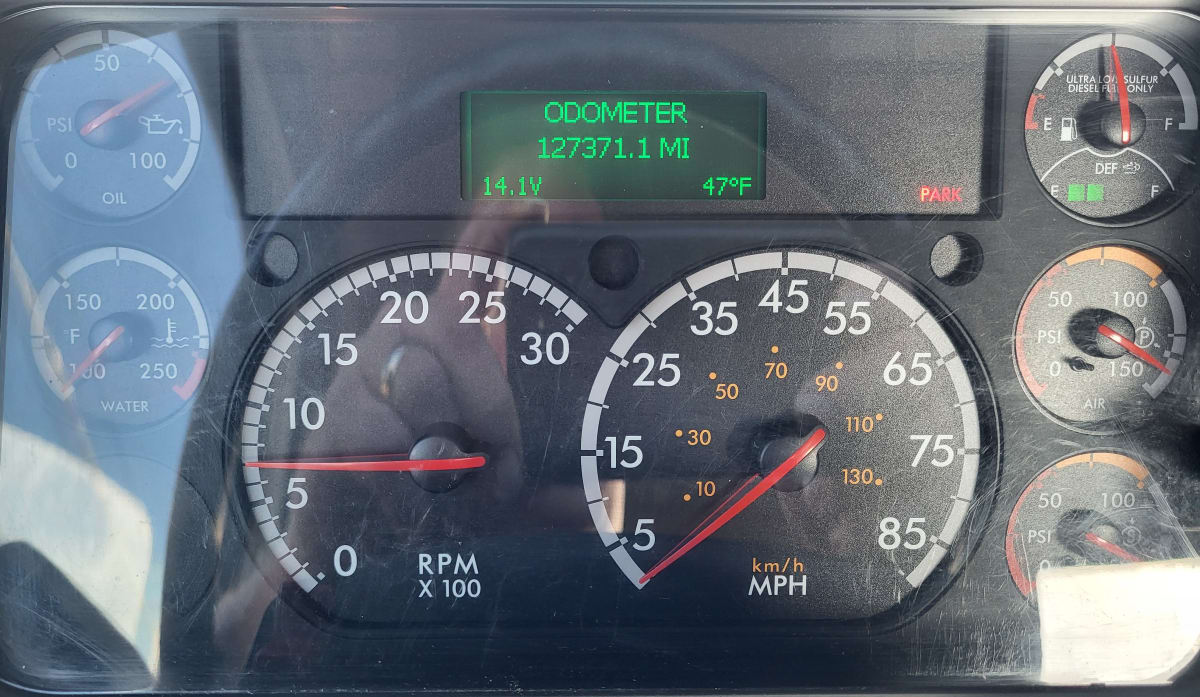 50
PSI
0 100
OIL
150 200
°F
100 250
WATER
ODOMETER
127371.1 MI
14.1V 47°F
PARK
0
5
10
15
20
25
30
RPM
X 100
5
15
25
35
45
55
65
75
85
10
30
50
70
90
110
130
km/h
MPH
ULTRA LOW SULFUR
DIESEL FUEL ONLY
E F
DEF
E F
50 100
PSI P
0 150
AIR
50 100
PSI S
0